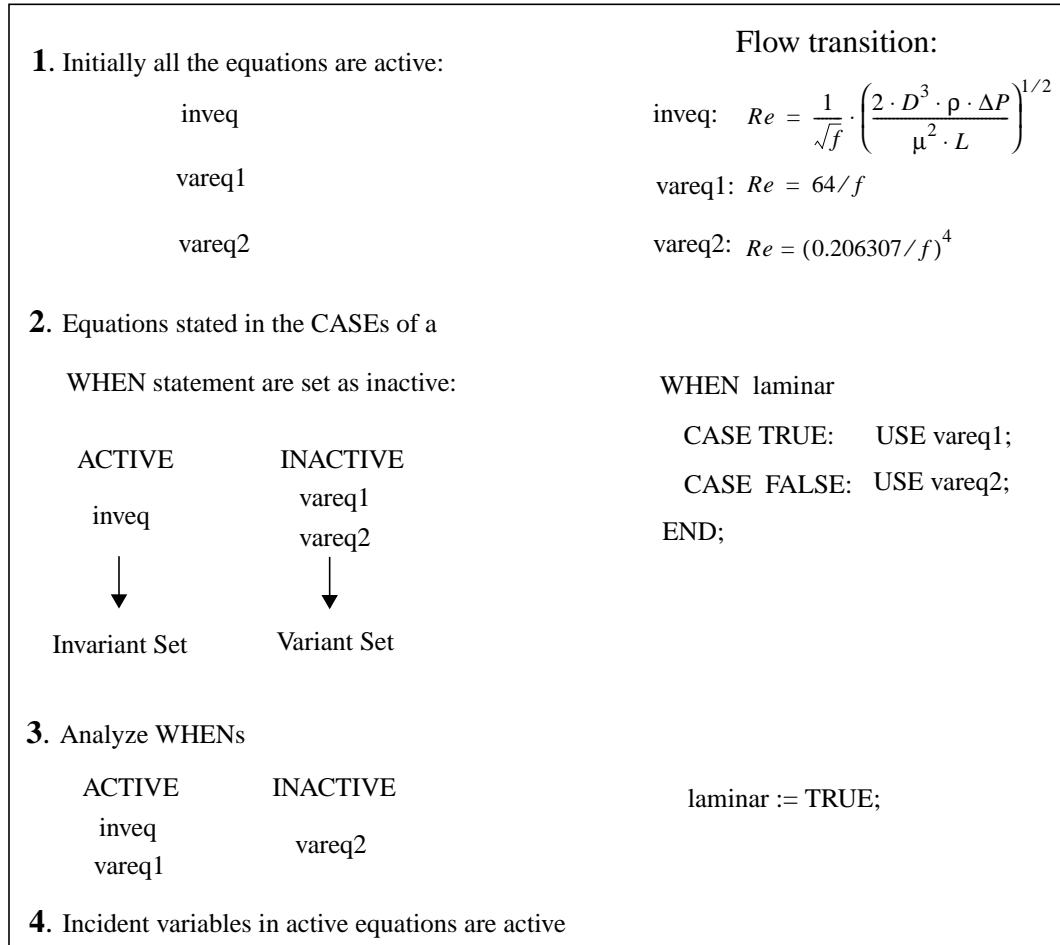 1. Initially all the equations are active:
Flow transition:
inveq
inveq: Re = 1/√f · (2 · D^3 · ρ · ΔP / μ^2 · L)^1/2
vareq1
vareq1: Re = 64/f
vareq2
vareq2: Re = (0.206307/f)^4
2. Equations stated in the CASEs of a
WHEN statement are set as inactive:
WHEN laminar
CASE TRUE: USE vareq1;
CASE FALSE: USE vareq2;
END;
ACTIVE INACTIVE
inveq
vareq1
vareq2
Invariant Set Variant Set
3. Analyze WHENs
ACTIVE INACTIVE
inveq
vareq1
vareq2
laminar := TRUE;
4. Incident variables in active equations are active